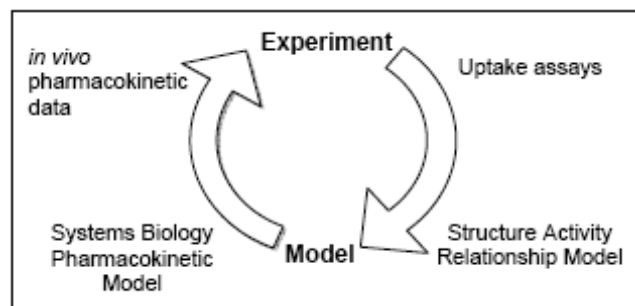 Experiment
in vivo
pharmacokinetic
data
Uptake assays
Systems Biology
Pharmacokinetic
Model
Model
Structure Activity
Relationship Model